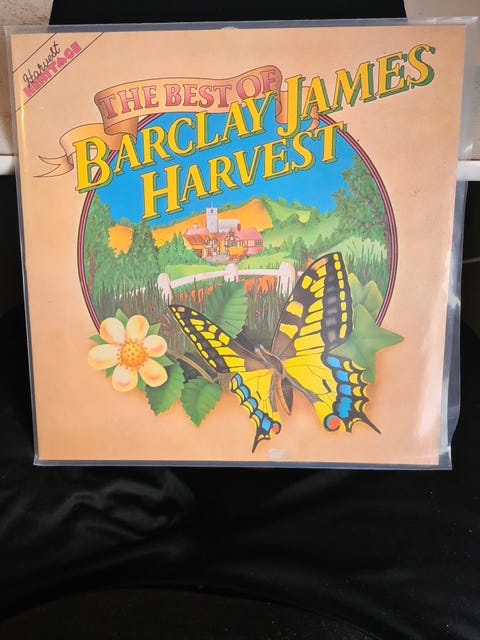 Harvest
HERITAGE
THE BEST OF
BARCLAY JAMES
HARVEST